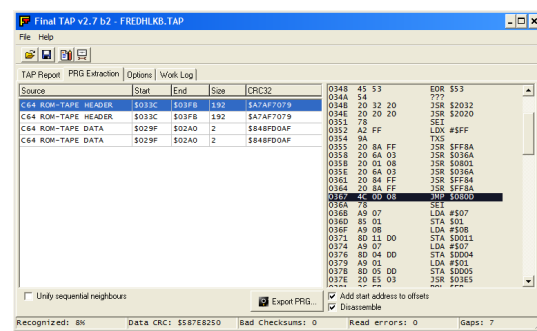 Final TAP v2.7 b2 - FREDHLKB.TAP
File Help
TAP Report PRG Extraction Options Work Log
Source Start End Size CRC32
C64 ROM-TAPE HEADER $033C $03FB 192 $A7AF7079
C64 ROM-TAPE HEADER $033C $03FB 192 $A7AF7079
C64 ROM-TAPE DATA $029F $02A0 2 $848FD0AF
C64 ROM-TAPE DATA $029F $02A0 2 $848FD0AF
0348 45 53 EOR $53
034A 54 ???
034B 20 32 20 JSR $2032
034E 20 20 20 JSR $2020
0351 78 SEI
0352 A2 FF LDX #$FF
0354 9A TXS
0355 20 8A FF JSR $FF8A
0358 20 6A 03 JSR $036A
035B 20 01 08 JSR $0801
035E 20 6A 03 JSR $036A
0361 20 84 FF JSR $FF84
0364 20 8A FF JSR $FF8A
0367 4C 0D 08 JMP $080D
036A 78 SEI
036B A9 07 LDA #$07
036D 85 01 STA $01
036F A9 0B LDA #$0B
0371 8D 11 D0 STA $D011
0374 A9 07 LDA #$07
0376 8D 04 DD STA $DD04
0379 A9 01 LDA #$01
037B 8D 05 DD STA $DD05
037E 20 E5 03 JSR $03E5
Unify sequential neighbours
Export PRG...
Add start address to offsets
Disassemble
Recognized: 8% Data CRC: $587E8250 Bad Checksums: 0 Read errors: 0 Gaps: 7